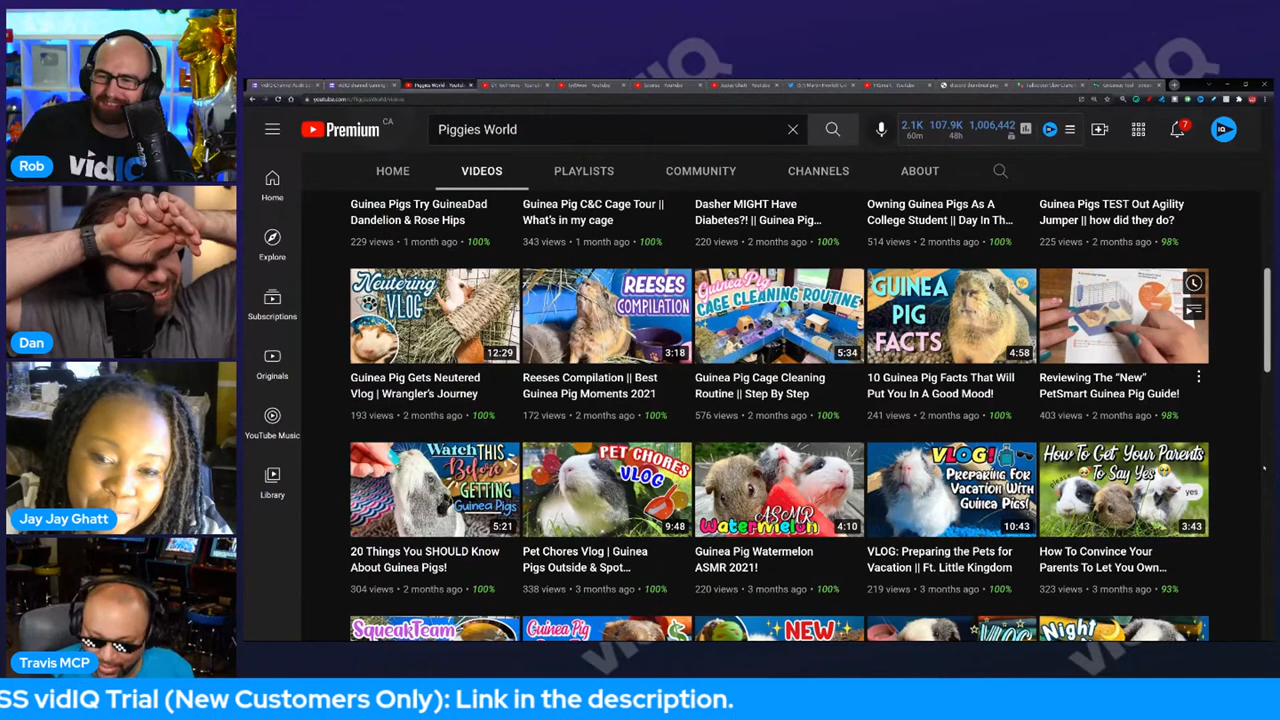 Rob
vidIQ
Dan
Jay Jay Ghatt
Travis MCP
Piggies World - YouTube
youtube.com/c/PiggiesWorld/videos
Premium
CA
Piggies World
2.1K
60m
107.9K
48h
1,006,442
7
Home
Explore
Subscriptions
Originals
YouTube Music
Library
HOME
VIDEOS
PLAYLISTS
COMMUNITY
CHANNELS
ABOUT
Guinea Pigs Try GuineaDad
Dandelion & Rose Hips
229 views • 1 month ago • 100%
Guinea Pig C&C Cage Tour ||
What's in my cage
343 views • 1 month ago • 100%
Dasher MIGHT Have
Diabetes?! || Guinea Pig...
220 views • 2 months ago • 100%
Owning Guinea Pigs As A
College Student || Day In Th...
514 views • 2 months ago • 100%
Guinea Pigs TEST Out Agility
Jumper || how did they do?
225 views • 2 months ago • 98%
Neutering
VLOG
12:29
Guinea Pig Gets Neutered
Vlog | Wrangler's Journey
193 views • 2 months ago • 100%
REESES
COMPILATION
3:18
Reeses Compilation || Best
Guinea Pig Moments 2021
172 views • 2 months ago • 100%
Guinea Pig
CAGE CLEANING
ROUTINE
5:34
Guinea Pig Cage Cleaning
Routine || Step By Step
576 views • 2 months ago • 100%
GUINEA
PIG
FACTS
4:58
10 Guinea Pig Facts That Will
Put You In A Good Mood!
241 views • 2 months ago • 100%
Reviewing The "New"
PetSmart Guinea Pig Guide!
403 views • 2 months ago • 98%
Watch THIS
Before
GETTING
Guinea Pigs
5:21
20 Things You SHOULD Know
About Guinea Pigs!
304 views • 2 months ago • 100%
PET CHORES
VLOG
9:48
Pet Chores Vlog | Guinea
Pigs Outside & Spot...
338 views • 3 months ago • 100%
ASMR
Watermelon
4:10
Guinea Pig Watermelon
ASMR 2021!
220 views • 3 months ago • 100%
VLOG!
PREPARING FOR
VACATION WITH
GUINEA PIGS!
10:43
VLOG: Preparing the Pets for
Vacation || Ft. Little Kingdom
219 views • 3 months ago • 100%
How To Get Your Parents
To Say Yes
please
yes
3:43
How To Convince Your
Parents To Let You Own...
323 views • 3 months ago • 93%
SqueakTeam
Guinea Pig
NEW
VLOG
Night
SS vidIQ Trial (New Customers Only): Link in the description.